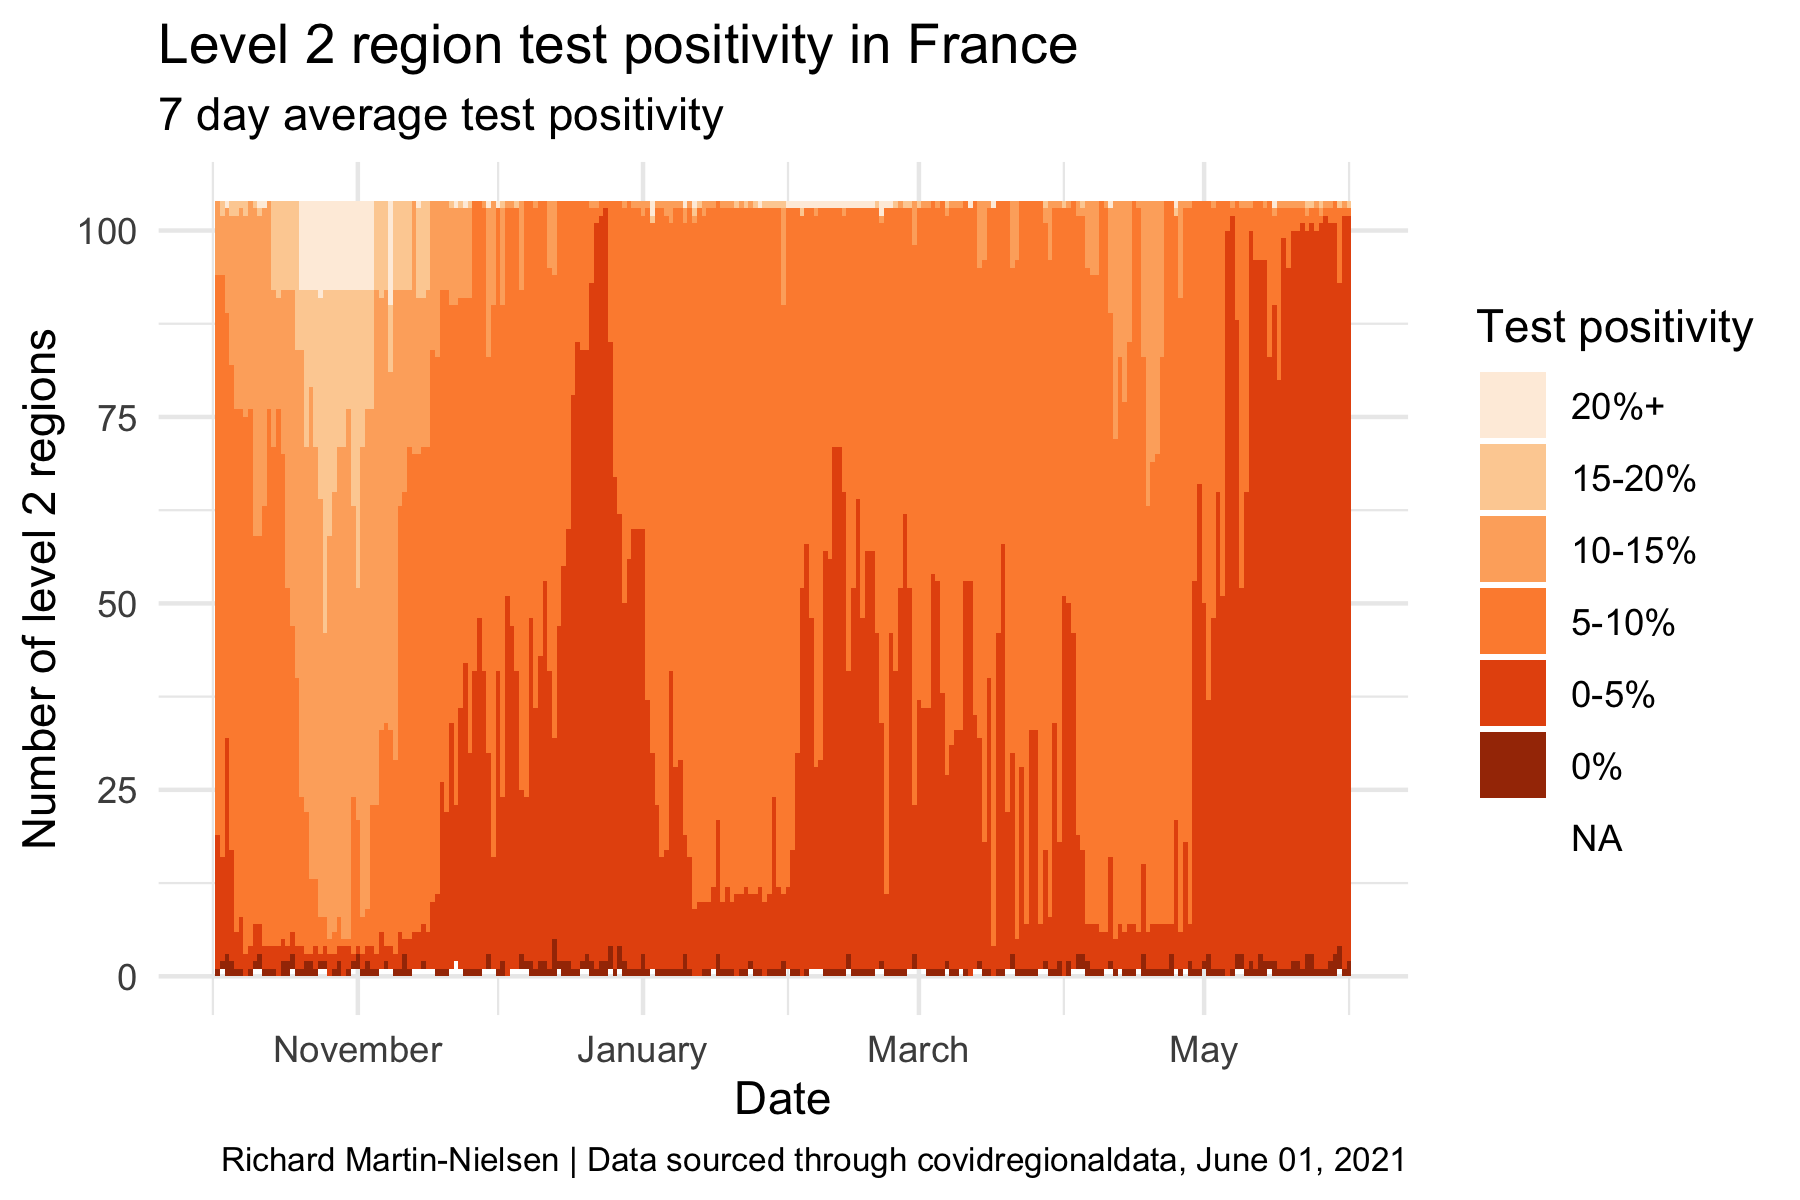 Level 2 region test positivity in France
7 day average test positivity
Number of level 2 regions
100
75
50
25
0
November
January
March
May
Date
Test positivity
20%+
15-20%
10-15%
5-10%
0-5%
0%
NA
Richard Martin-Nielsen | Data sourced through covidregionaldata, June 01, 2021